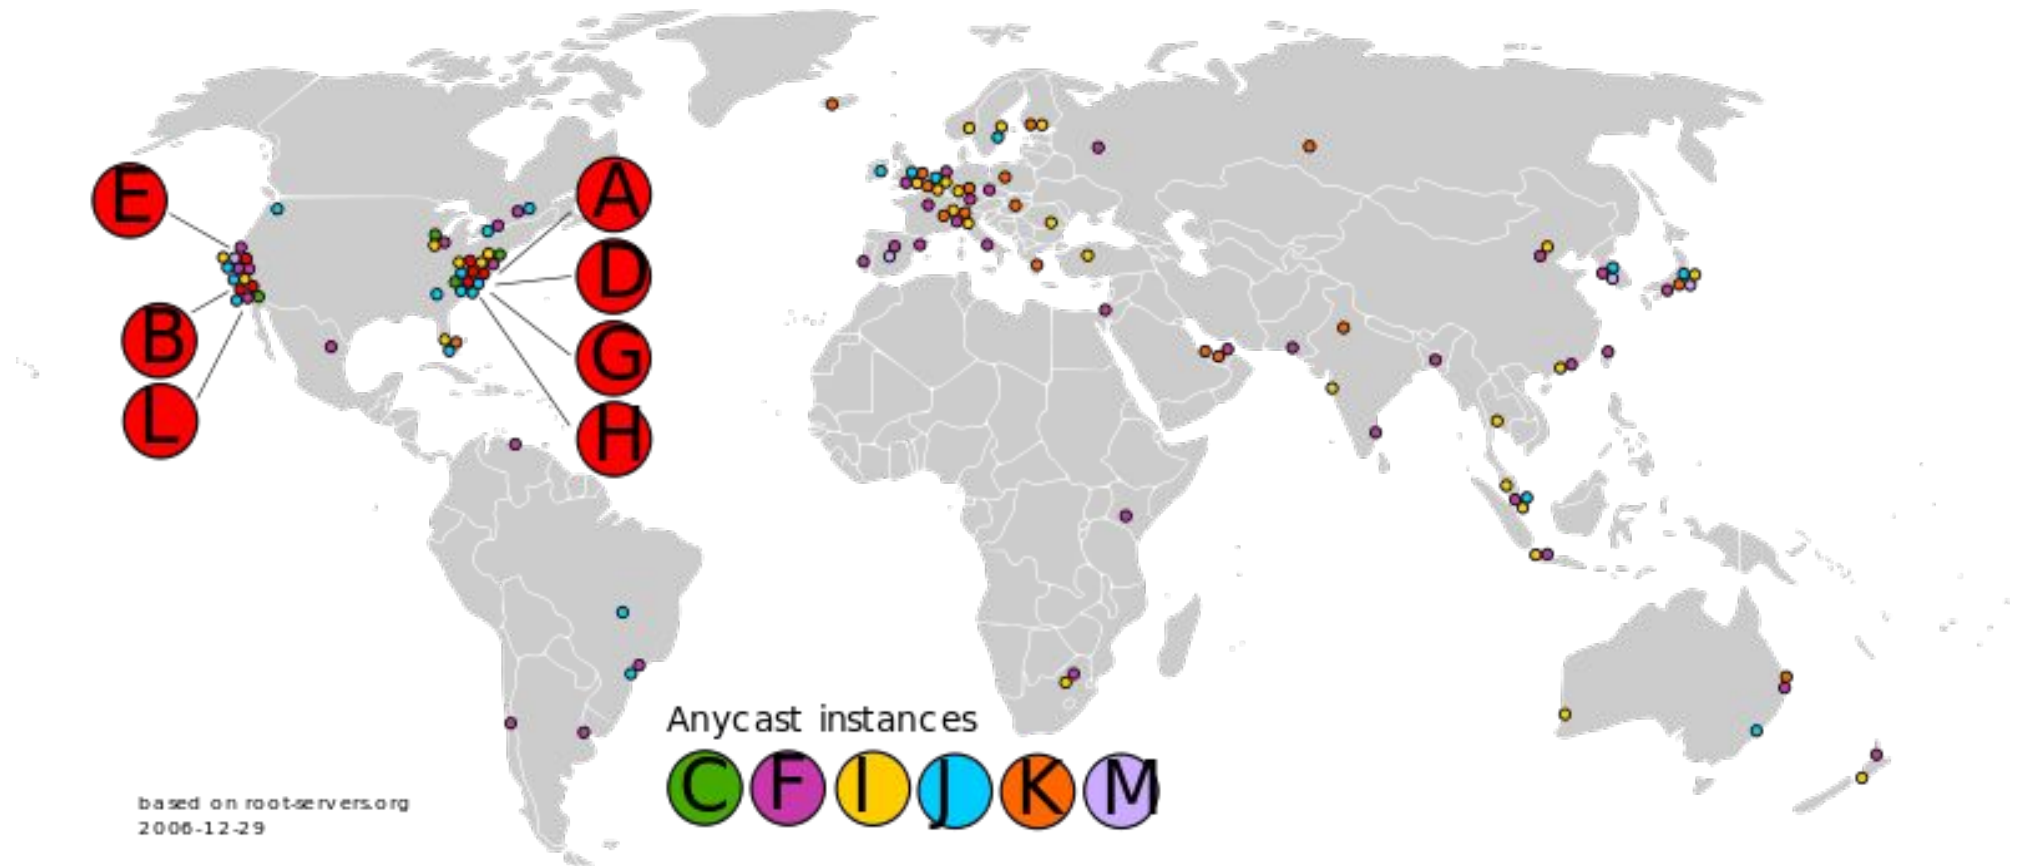 E
A
D
B
G
L
H
Anycast instances
C F I J K M
based on root-servers.org
2006-12-29